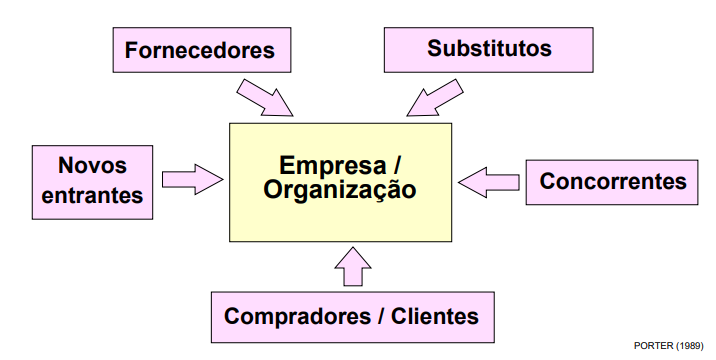 Fornecedores
Substitutos
Novos
entrantes
Empresa /
Organização
Concorrentes
Compradores / Clientes
PORTER (1989)